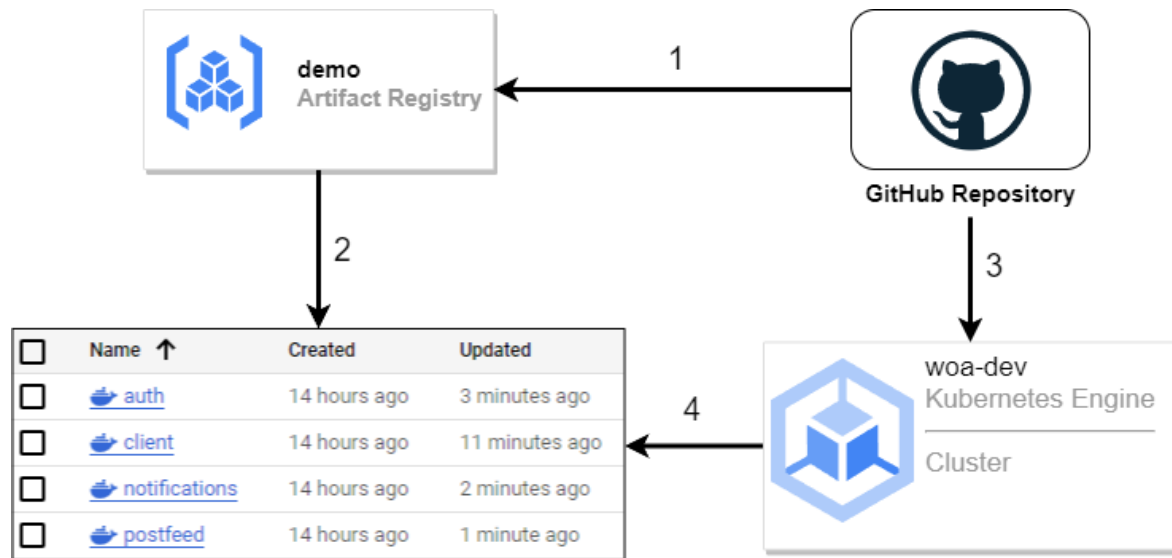 demo
Artifact Registry
1
GitHub Repository
2
3
Name Created Updated
auth 14 hours ago 3 minutes ago
client 14 hours ago 11 minutes ago
notifications 14 hours ago 2 minutes ago
postfeed 14 hours ago 1 minute ago
4
woa-dev
Kubernetes Engine
Cluster